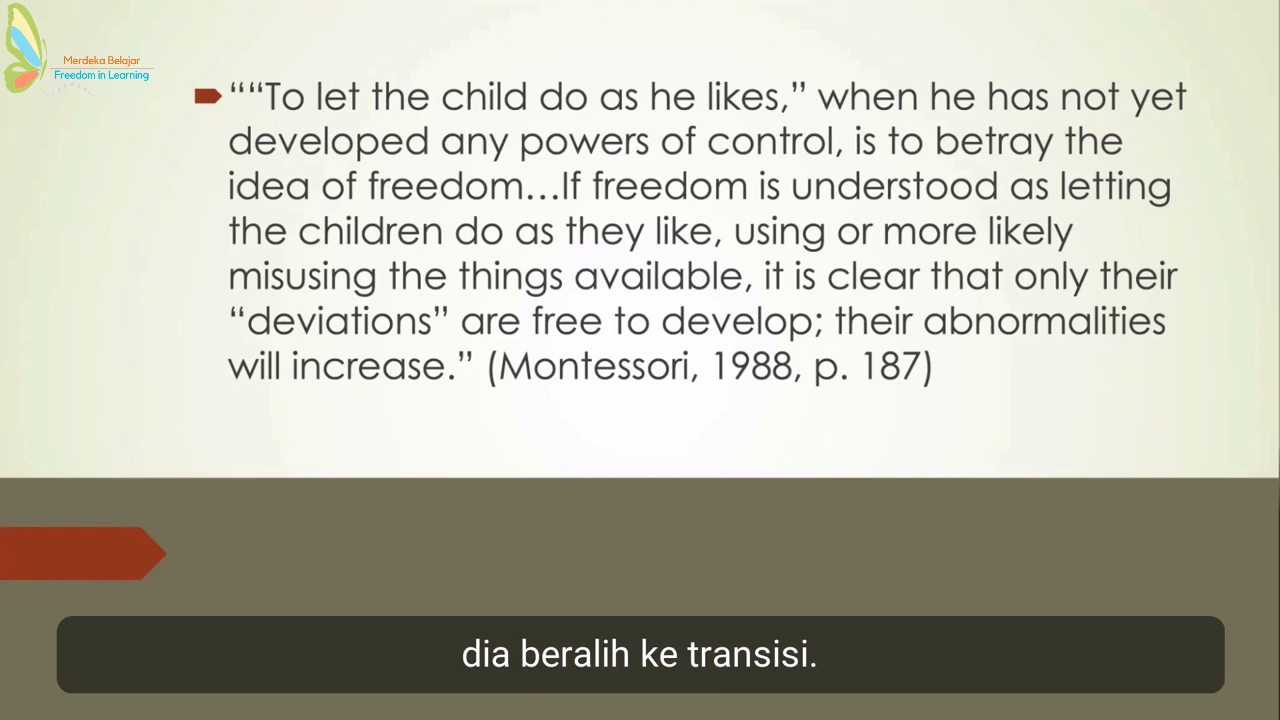 Merdeka Belajar
Freedom in Learning
““To let the child do as he likes,” when he has not yet
developed any powers of control, is to betray the
idea of freedom…If freedom is understood as letting
the children do as they like, using or more likely
misusing the things available, it is clear that only their
“deviations” are free to develop; their abnormalities
will increase.” (Montessori, 1988, p. 187)
dia beralih ke transisi.